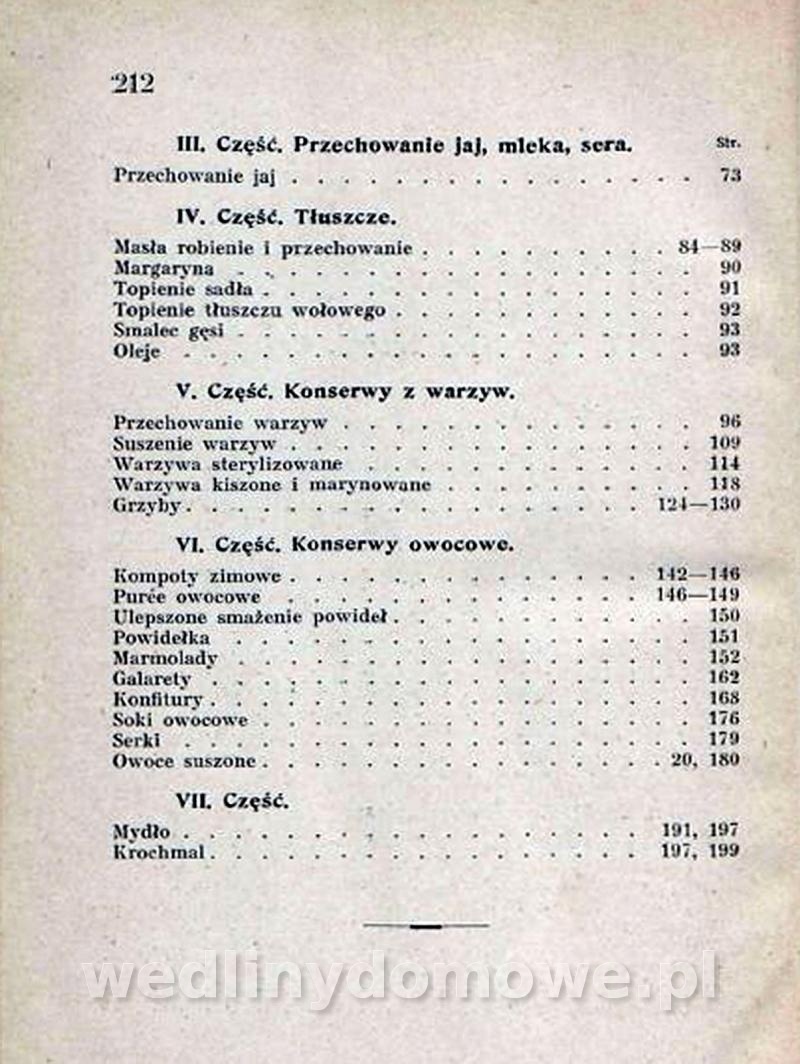 212
III. Część. Przechowanie jaj, mleka, sera. Str.
Przechowanie jaj . . . . . . . . . . . . . . . . 73
IV. Część. Tłuszcze.
Masła robienie i przechowanie . . . . . . . . . . 84—89
Margaryna . . . . . . . . . . . . . . . . . . 90
Topienie sadła . . . . . . . . . . . . . . . . . 91
Topienie tłuszczu wołowego . . . . . . . . . . . . 92
Smalec gęsi . . . . . . . . . . . . . . . . . . 93
Oleje . . . . . . . . . . . . . . . . . . . . 93
V. Część. Konserwy z warzyw.
Przechowanie warzyw . . . . . . . . . . . . . . 96
Suszenie warzyw . . . . . . . . . . . . . . . . 109
Warzywa sterylizowane . . . . . . . . . . . . . 114
Warzywa kiszone i marynowane . . . . . . . . . . 118
Grzyby . . . . . . . . . . . . . . . . . . 124—130
VI. Część. Konserwy owocowe.
Kompoty zimowe . . . . . . . . . . . . . . 142—146
Purée owocowe . . . . . . . . . . . . . . 146—149
Ulepszone smażenie powideł . . . . . . . . . . . . 150
Powidełka . . . . . . . . . . . . . . . . . . 151
Marmolady . . . . . . . . . . . . . . . . . . 152
Galarety . . . . . . . . . . . . . . . . . . . 162
Konfitury . . . . . . . . . . . . . . . . . . . 168
Soki owocowe . . . . . . . . . . . . . . . . . 176
Serki . . . . . . . . . . . . . . . . . . . . 179
Owoce suszone . . . . . . . . . . . . . . . . 20, 180
VII. Część.
Mydło . . . . . . . . . . . . . . . . . . 191, 197
Krochmal . . . . . . . . . . . . . . . . . 197, 199
wedlinydomowe.pl